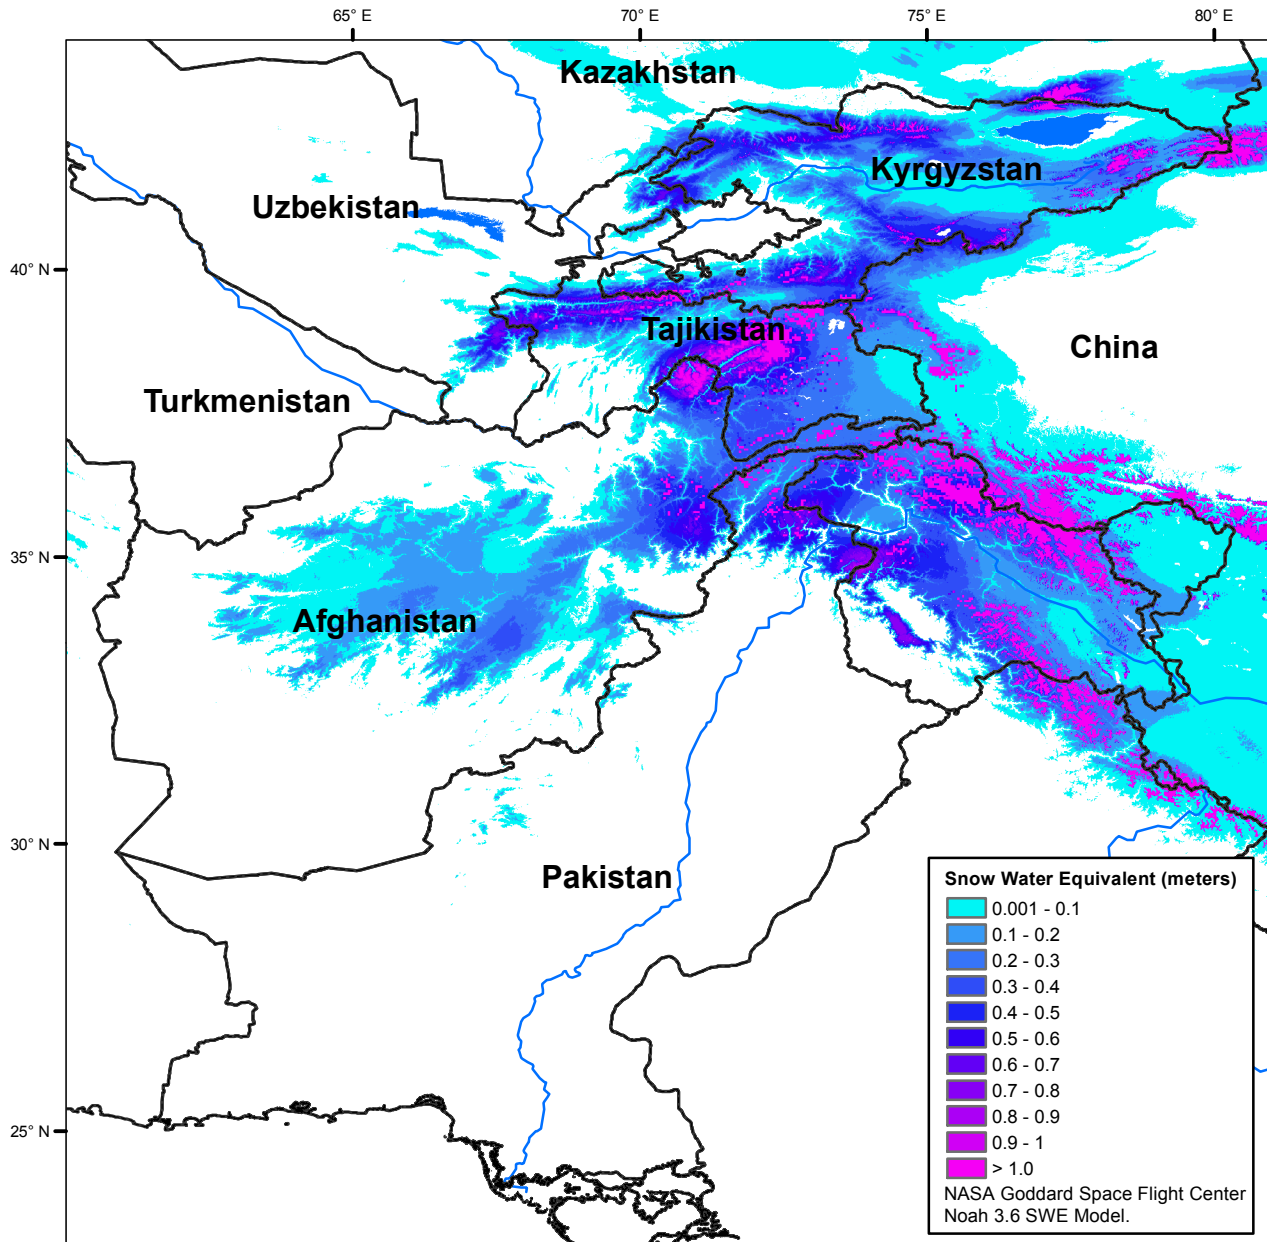 65° E
70° E
75° E
80° E
Kazakhstan
Kyrgyzstan
Uzbekistan
40° N
Tajikistan
China
Turkmenistan
35° N
Afghanistan
30° N
Pakistan
25° N
Snow Water Equivalent (meters)
0.001 - 0.1
0.1 - 0.2
0.2 - 0.3
0.3 - 0.4
0.4 - 0.5
0.5 - 0.6
0.6 - 0.7
0.7 - 0.8
0.8 - 0.9
0.9 - 1
> 1.0
NASA Goddard Space Flight Center
Noah 3.6 SWE Model.